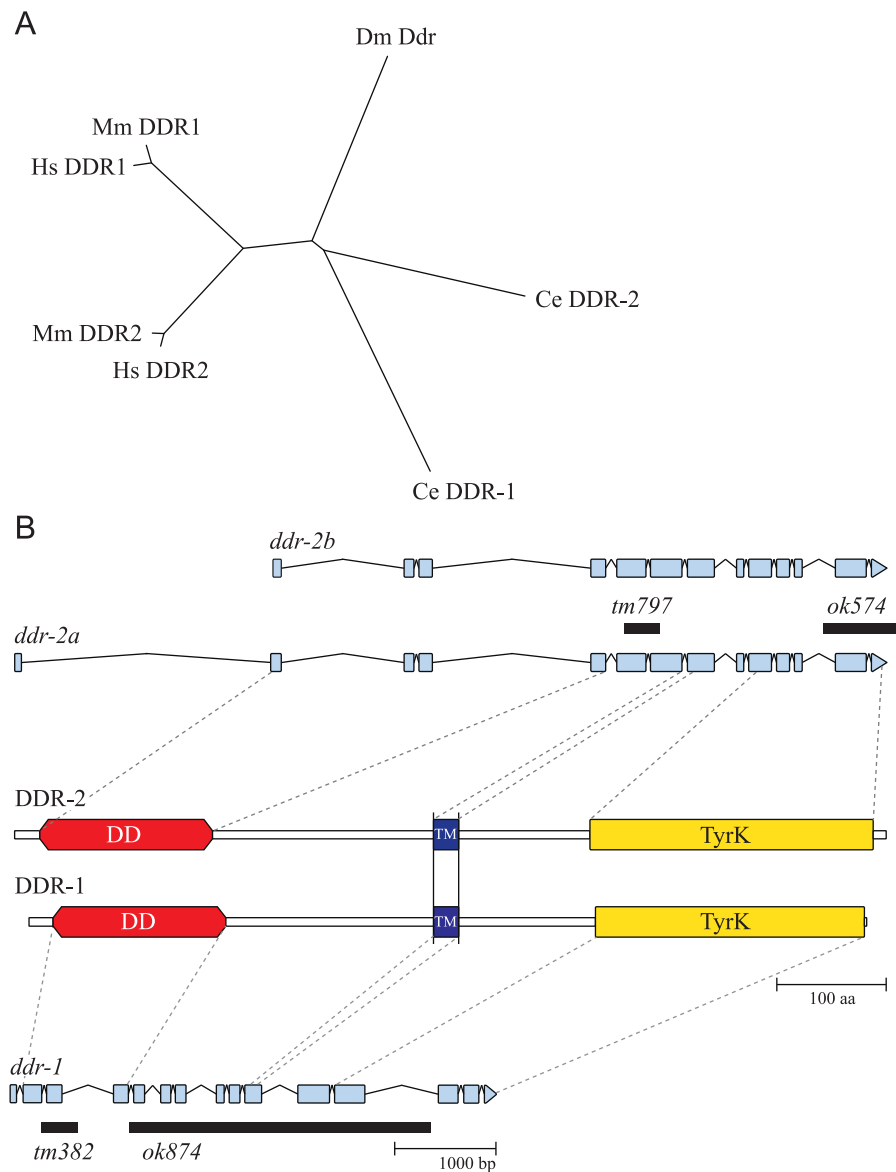 A
Dm Ddr
Mm DDR1
Hs DDR1
Ce DDR-2
Mm DDR2
Hs DDR2
Ce DDR-1
B
ddr-2b
tm797
ok574
ddr-2a
DDR-2
DD
TM
TyrK
DDR-1
DD
TM
TyrK
100 aa
ddr-1
tm382
ok874
1000 bp